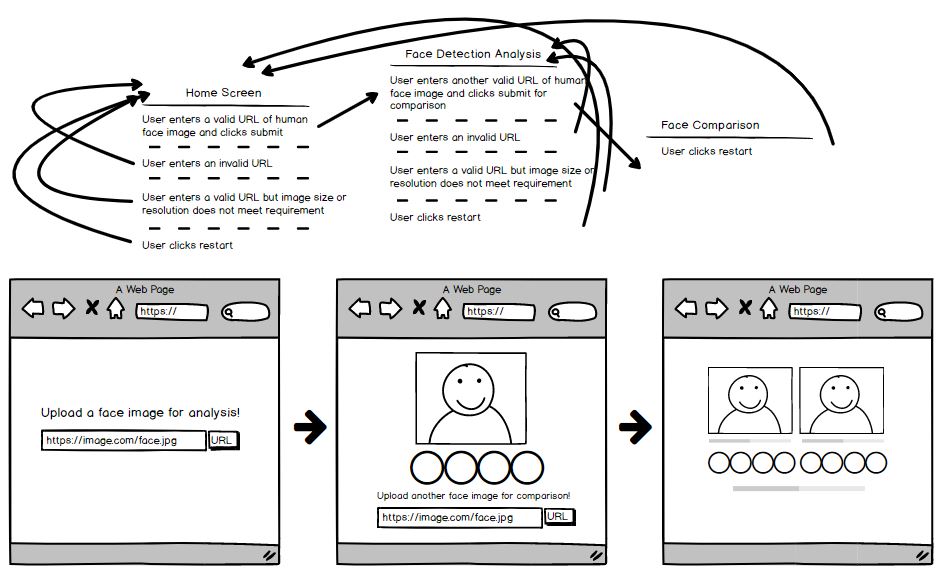 Home Screen
User enters a valid URL of human
face image and clicks submit
User enters an invalid URL
User enters a valid URL but image size or
resolution does not meet requirement
User clicks restart
Face Detection Analysis
User enters another valid URL of human
face image and clicks submit for
comparison
User enters an invalid URL
User enters a valid URL but image size or
resolution does not meet requirement
User clicks restart
Face Comparison
User clicks restart
A Web Page
https://
Upload a face image for analysis!
https://image.com/face.jpg
URL
A Web Page
https://
Upload another face image for comparison!
https://image.com/face.jpg
URL
A Web Page
https://